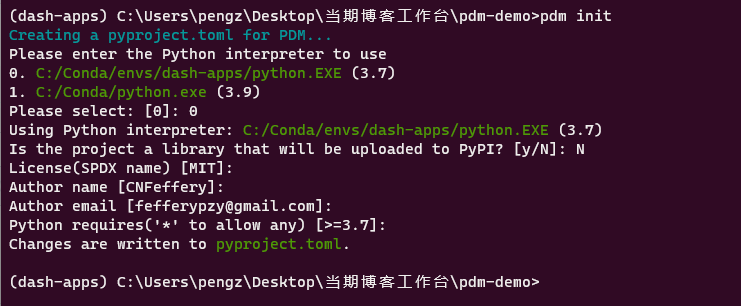 (dash-apps) C:\Users\pengz\Desktop\当期博客工作台\pdm-demo>pdm init
Creating a pyproject.toml for PDM...
Please enter the Python interpreter to use
0. C:/Conda/envs/dash-apps/python.EXE (3.7)
1. C:/Conda/python.exe (3.9)
Please select: [0]: 0
Using Python interpreter: C:/Conda/envs/dash-apps/python.EXE (3.7)
Is the project a library that will be uploaded to PyPI? [y/N]: N
License(SPDX name) [MIT]:
Author name [CNFeffery]:
Author email [fefferypzy@gmail.com]:
Python requires('*' to allow any) [>=3.7]:
Changes are written to pyproject.toml.
(dash-apps) C:\Users\pengz\Desktop\当期博客工作台\pdm-demo>